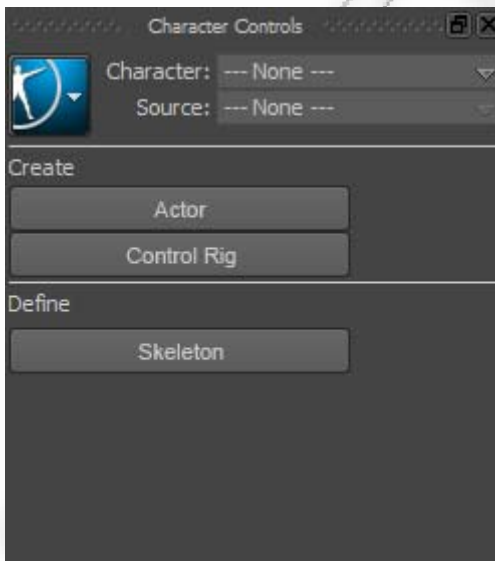 Character Controls
Character: --- None ---
Source: --- None ---
Create
Actor
Control Rig
Define
Skeleton